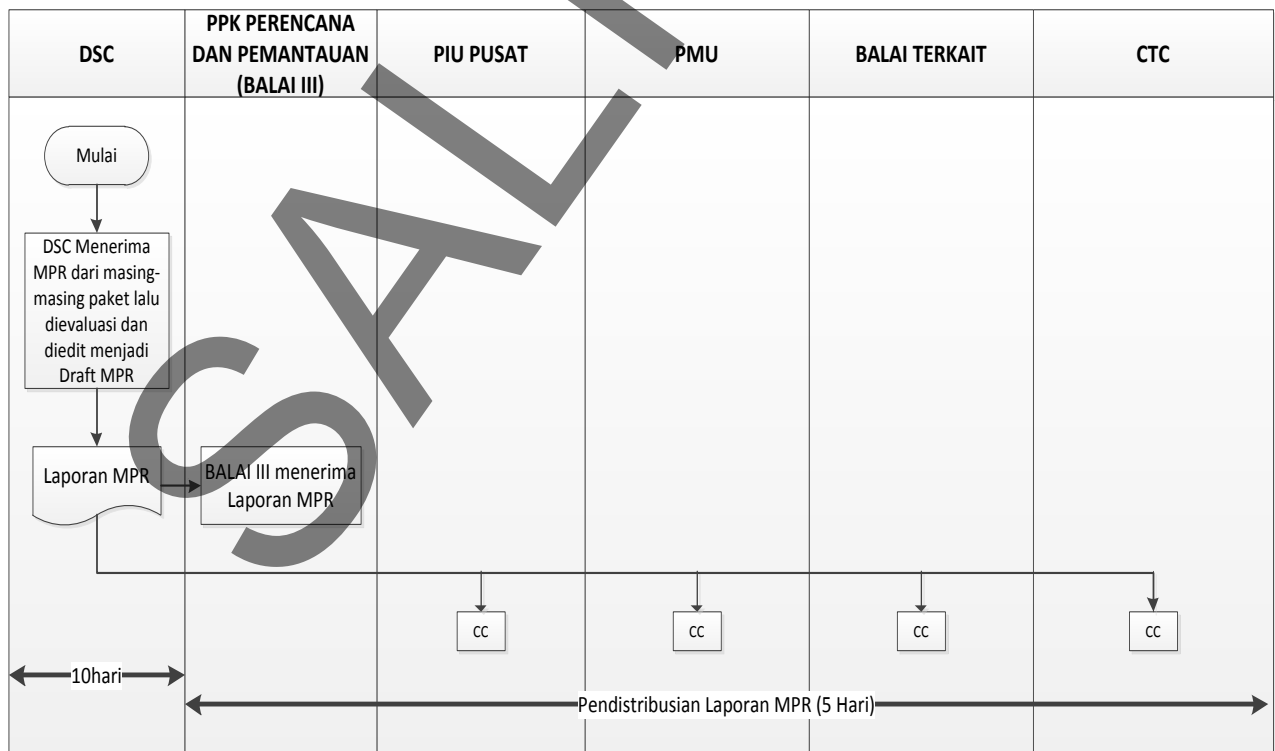 DSC
PPK PERENCANA
DAN PEMANTAUAN
(BALAI III)
PIU PUSAT
PMU
BALAI TERKAIT
CTC
Mulai
DSC Menerima
MPR dari masing-
masing paket lalu
dievaluasi dan
diedit menjadi
Draft MPR
Laporan MPR
BALAI III menerima
Laporan MPR
cc
cc
cc
cc
10hari
Pendistribusian Laporan MPR (5 Hari)